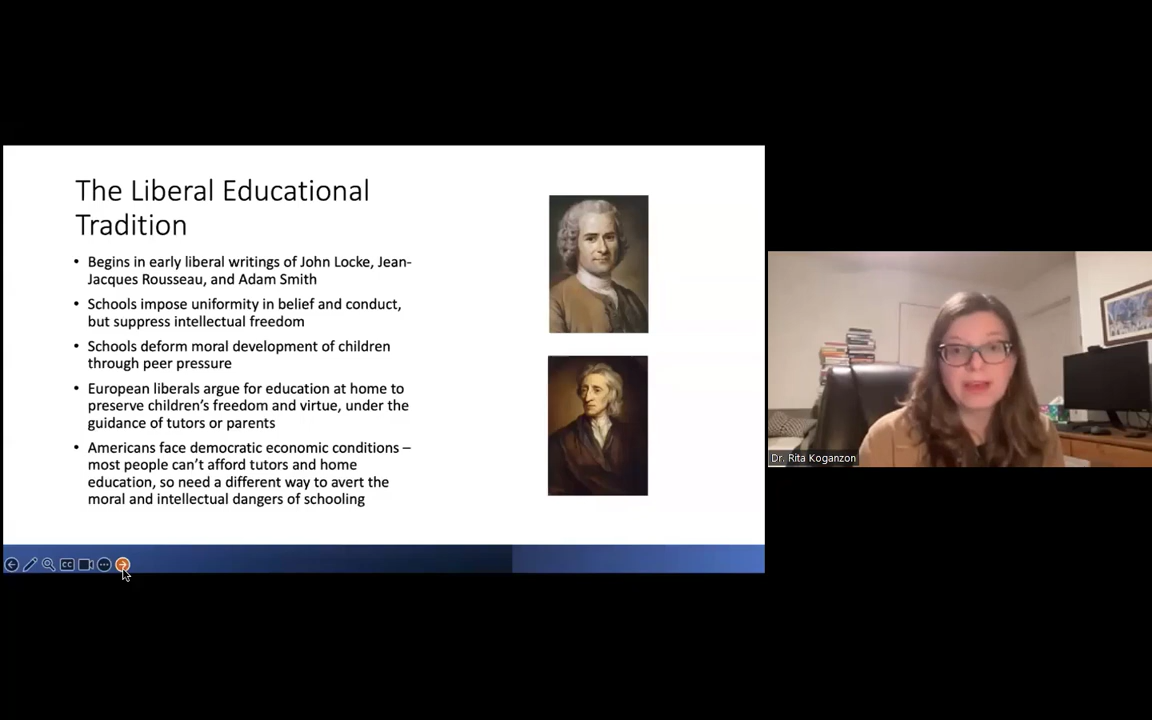 The Liberal Educational
Tradition
• Begins in early liberal writings of John Locke, Jean-
Jacques Rousseau, and Adam Smith
• Schools impose uniformity in belief and conduct,
but suppress intellectual freedom
• Schools deform moral development of children
through peer pressure
• European liberals argue for education at home to
preserve children’s freedom and virtue, under the
guidance of tutors or parents
• Americans face democratic economic conditions –
most people can’t afford tutors and home
education, so need a different way to avert the
moral and intellectual dangers of schooling
CC
Dr. Rita Koganzon